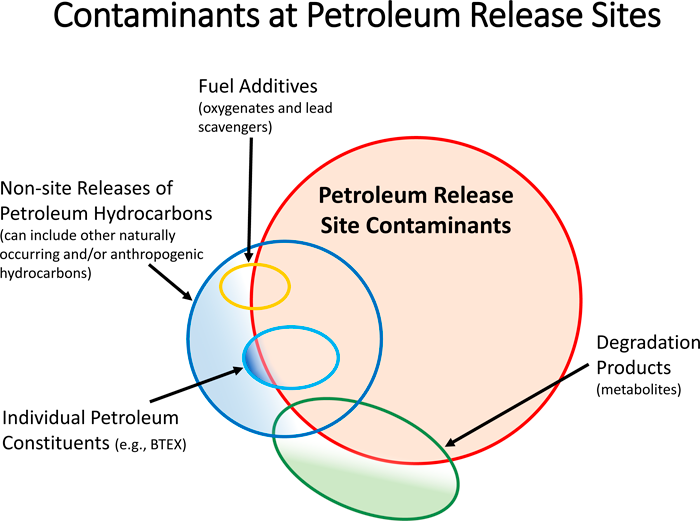 Contaminants at Petroleum Release Sites
Fuel Additives
(oxygenates and lead
scavengers)
Non-site Releases of
Petroleum Hydrocarbons
(can include other naturally
occurring and/or anthropogenic
hydrocarbons)
Petroleum Release
Site Contaminants
Degradation
Products
(metabolites)
Individual Petroleum
Constituents (e.g., BTEX)